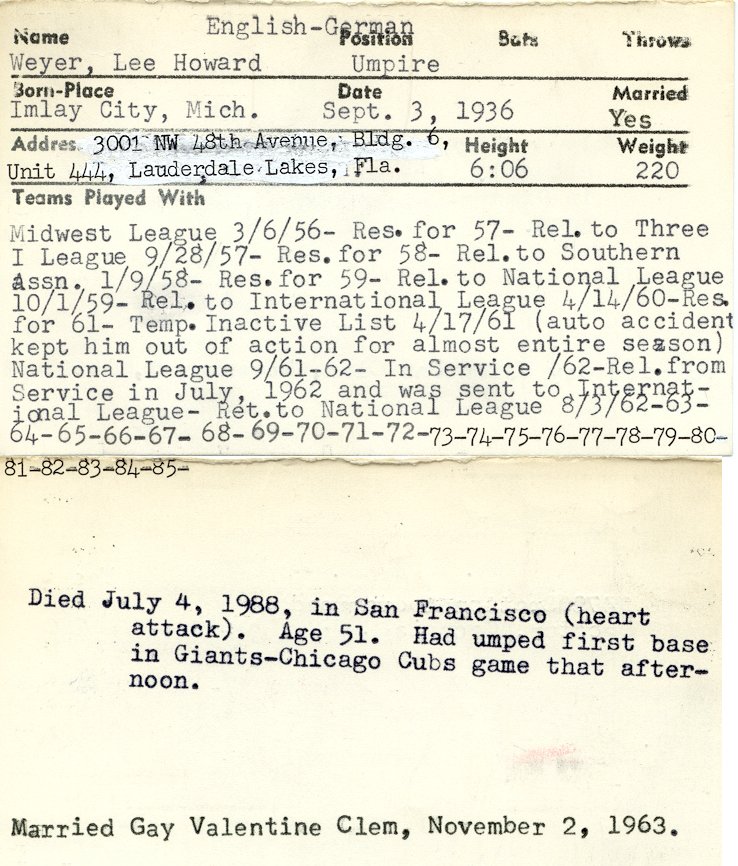 English-German
Name Position Bats Throws
Weyer, Lee Howard Umpire
Born-Place Date Married
Imlay City, Mich. Sept. 3, 1936 Yes
Addres 3001 NW 48th Avenue, Bldg. 6, Height Weight
Unit 444, Lauderdale Lakes, Fla. 6:06 220
Teams Played With
Midwest League 3/6/56- Res. for 57- Rel. to Three
I League 9/28/57- Res. for 58- Rel. to Southern
Assn. 1/9/58- Res. for 59- Rel. to National League
10/1/59- Rel. to International League 4/14/60-Res.
for 61- Temp. Inactive List 4/17/61 (auto accident
kept him out of action for almost entire season)
National League 9/61-62- In Service /62-Rel.from
Service in July, 1962 and was sent to Internat-
ional League- Ret.to National League 8/3/62-63-
64-65-66-67- 68-69-70-71-72-73-74-75-76-77-78-79-80-
81-82-83-84-85-
Died July 4, 1988, in San Francisco (heart
attack). Age 51. Had umped first base
in Giants-Chicago Cubs game that after-
noon.
Married Gay Valentine Clem, November 2, 1963.